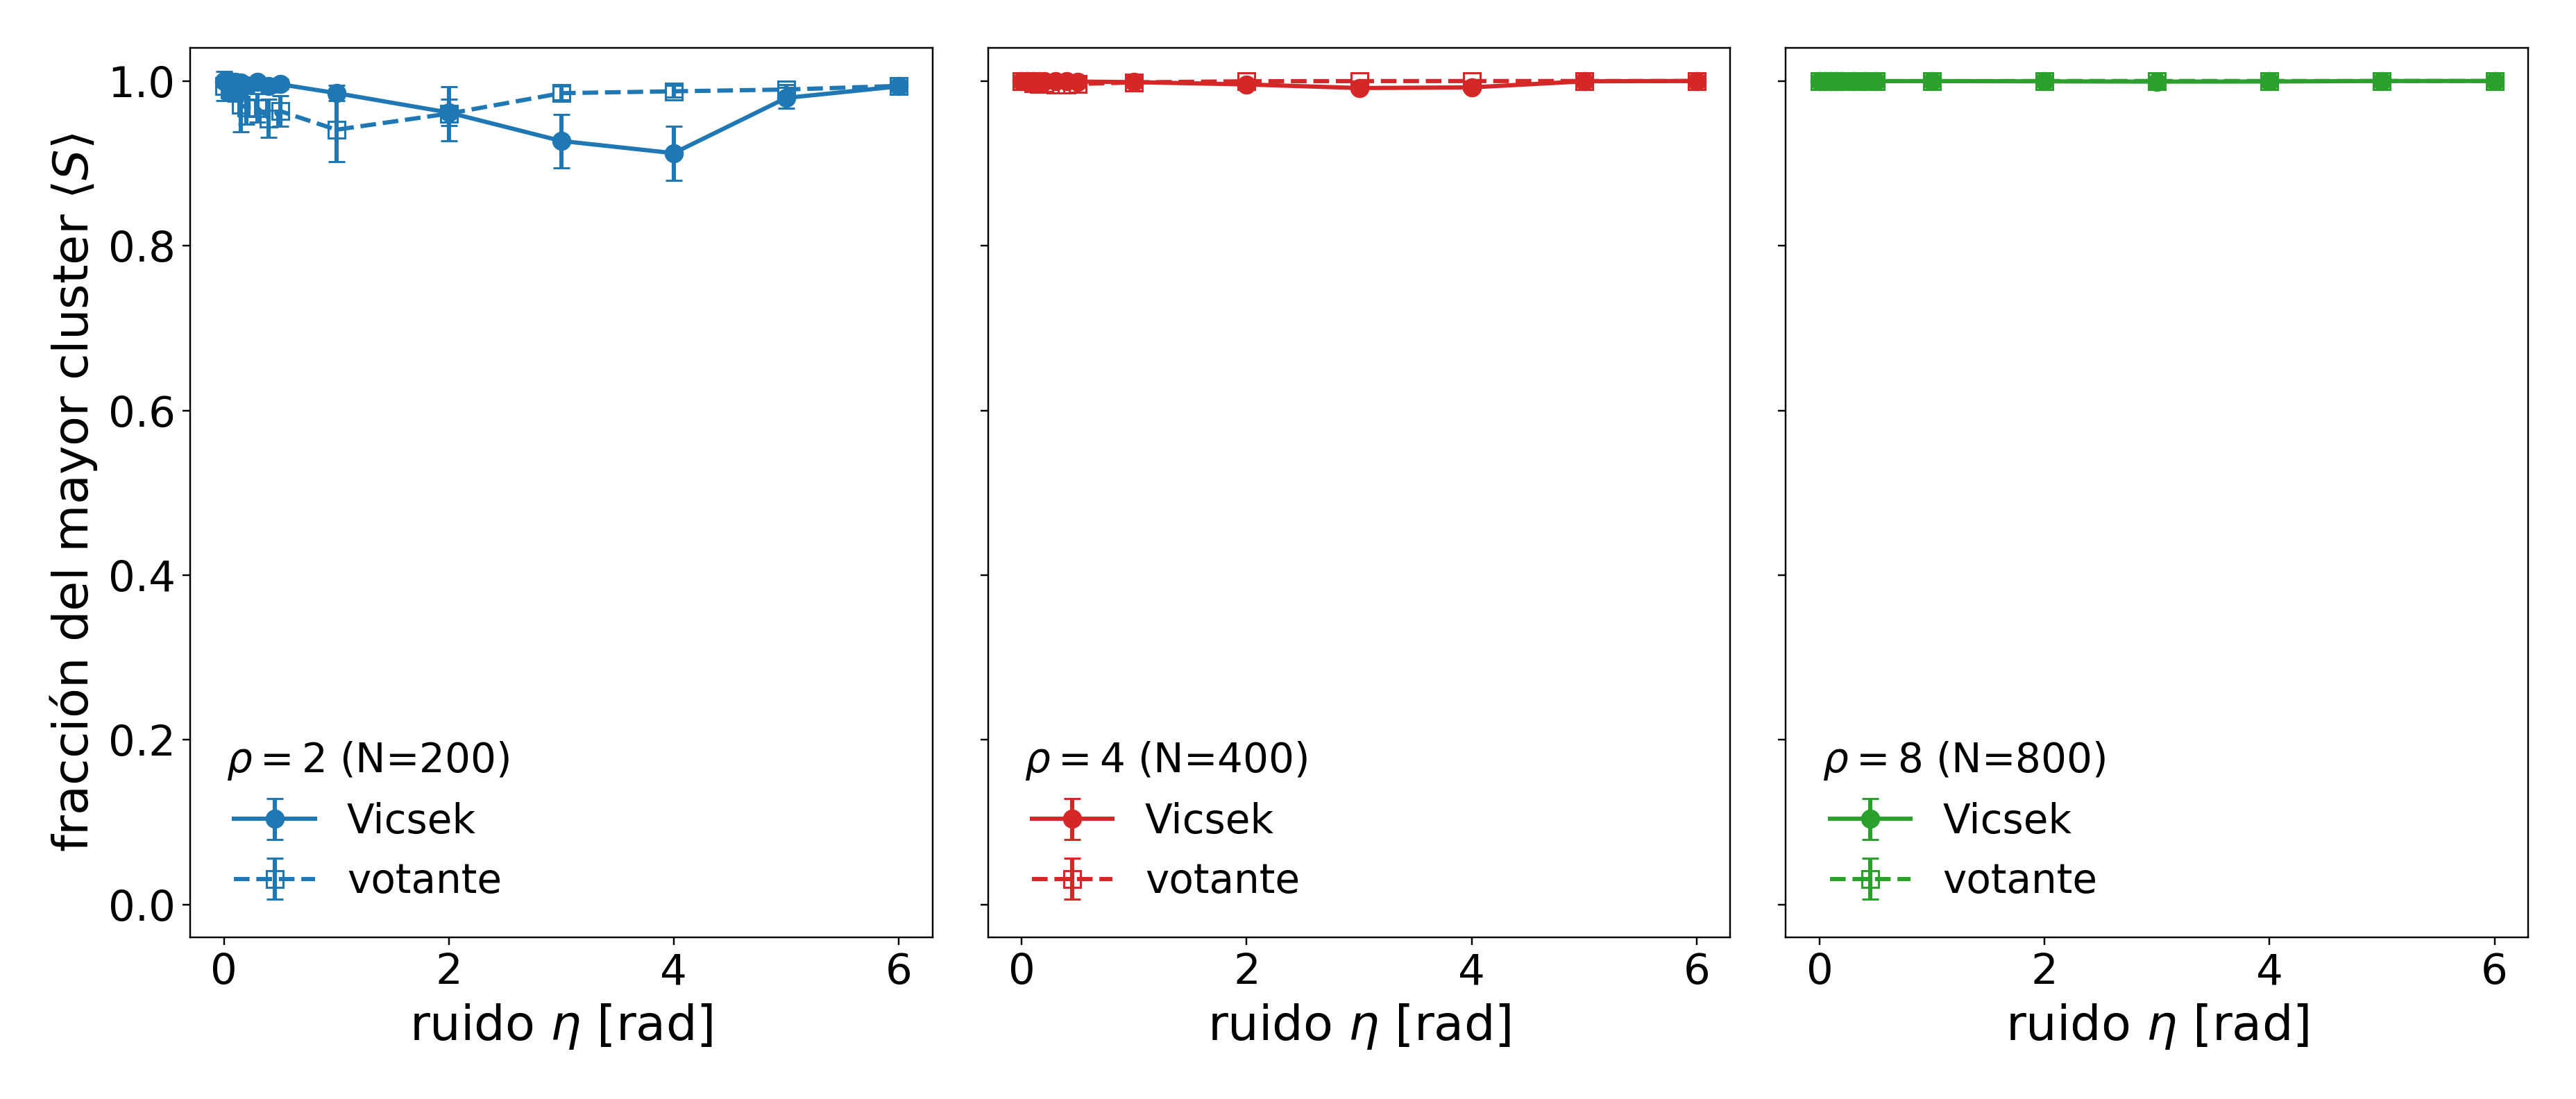 fracción del mayor cluster ⟨S⟩
1.0
0.8
0.6
0.4
0.2
0.0
ρ = 2 (N=200)
Vicsek
votante
0 2 4 6
ruido η [rad]
ρ = 4 (N=400)
Vicsek
votante
0 2 4 6
ruido η [rad]
ρ = 8 (N=800)
Vicsek
votante
0 2 4 6
ruido η [rad]